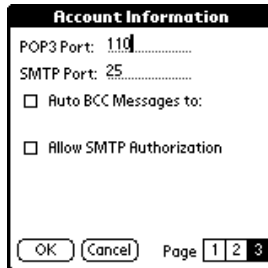 Account Information
POP3 Port: 110
SMTP Port: 25
Auto BCC Messages to:
Allow SMTP Authorization
OK Cancel Page 1 2 3